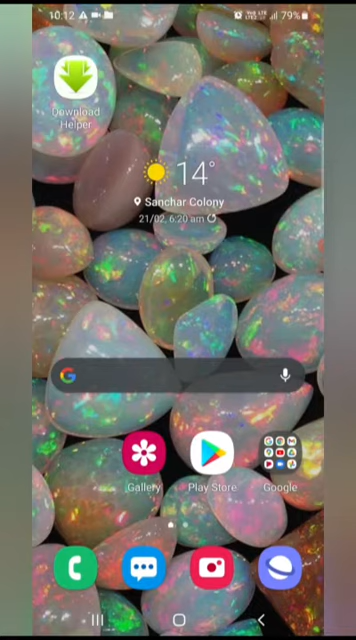 10:12
79%
Download
Helper
14°
Sanchar Colony
21/02, 6:20 am
Gallery
Play Store
Google